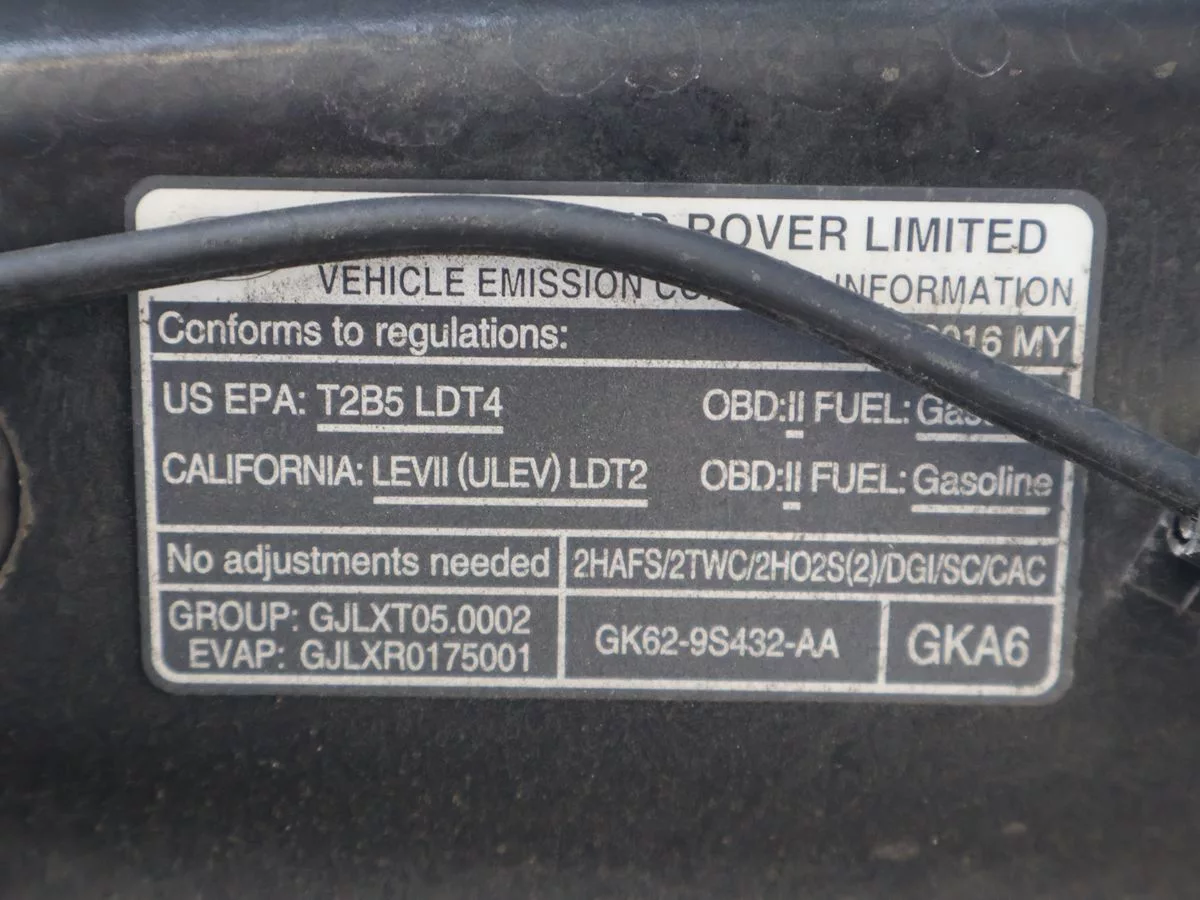 ROVER LIMITED
VEHICLE EMISSION INFORMATION
Conforms to regulations: 2016 MY
US EPA: T2B5 LDT4 OBD:II FUEL:
CALIFORNIA: LEVII (ULEV) LDT2 OBD:II FUEL: Gasoline
No adjustments needed 2HAFS/2TWC/2HO2S(2)/DGI/SC/CAC
GROUP: GJLXT05.0002
EVAP: GJLXR0175001
GK62-9S432-AA
GKA6